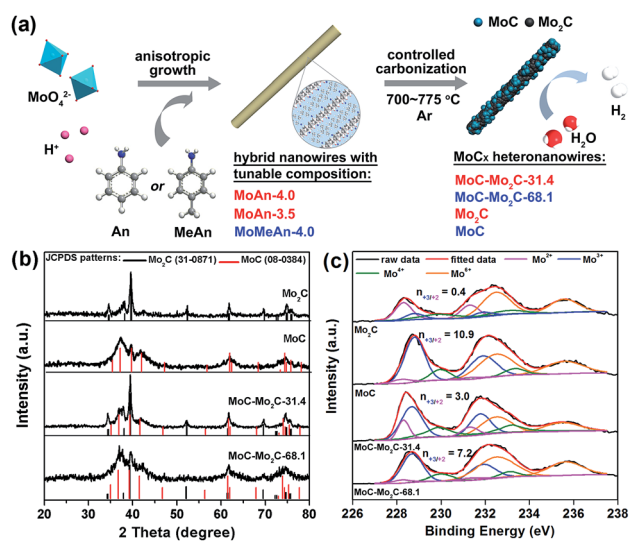 (a)
MoC Mo₂C
anisotropic
growth
controlled
carbonization
700~775 ºC
Ar
MoO₄²⁻
H⁺
H₂
H₂O
An
or
MeAn
hybrid nanowires with
tunable composition:
MoAn-4.0
MoAn-3.5
MoMeAn-4.0
MoCx heteronanowires:
MoC-Mo₂C-31.4
MoC-Mo₂C-68.1
Mo₂C
MoC
(b)
JCPDS patterns: Mo₂C (31-0871) MoC (08-0384)
Mo₂C
MoC
MoC-Mo₂C-31.4
MoC-Mo₂C-68.1
Intensity (a.u.)
20 30 40 50 60 70 80
2 Theta (degree)
(c)
raw data fitted data Mo²⁺ Mo³⁺
Mo⁴⁺ Mo⁶⁺
n+3/+2 = 0.4
Mo₂C
n+3/+2 = 10.9
MoC
n+3/+2 = 3.0
MoC-Mo₂C-31.4
n+3/+2 = 7.2
MoC-Mo₂C-68.1
Intensity (a.u.)
226 228 230 232 234 236 238
Binding Energy (eV)